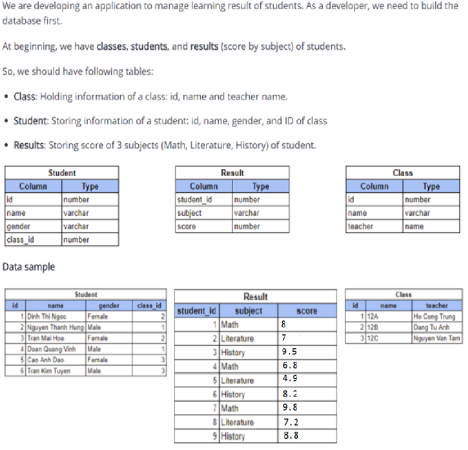 We are developing an application to manage learning result of students. As a developer, we need to build the
database first.
At beginning, we have classes, students, and results (score by subject) of students.
So, we should have following tables:
• Class: Holding information of a class: id, name and teacher name.
• Student: Storing information of a student: id, name, gender, and ID of class
• Results: Storing score of 3 subjects (Math, Literature, History) of student.
Student
Column Type
id number
name varchar
gender varchar
class_id number
Result
Column Type
student_id number
subject varchar
score number
Class
Column Type
id number
name varchar
teacher name
Data sample
Student
id name gender class_id
1 Dinh Thi Ngoc Female 2
2 Nguyen Thanh Hung Male 1
3 Tran Mai Hoa Female 2
4 Doan Quang Vinh Male 1
5 Cao Anh Dao Female 3
6 Tran Kim Tuyen Male 3
Result
student_id subject score
1 Math 8
2 Literature 7
3 History 9.5
4 Math 6.8
5 Literature 4.9
6 History 8.2
7 Math 9.8
8 Literature 7.2
9 History 8.8
Class
id name teacher
1 12A Ho Cong Trung
2 12B Dang Tu Anh
3 12C Nguyen Van Tam